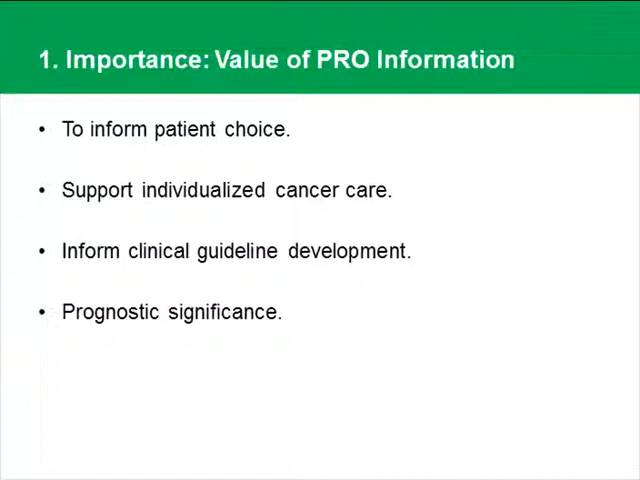 1. Importance: Value of PRO Information
• To inform patient choice.
• Support individualized cancer care.
• Inform clinical guideline development.
• Prognostic significance.